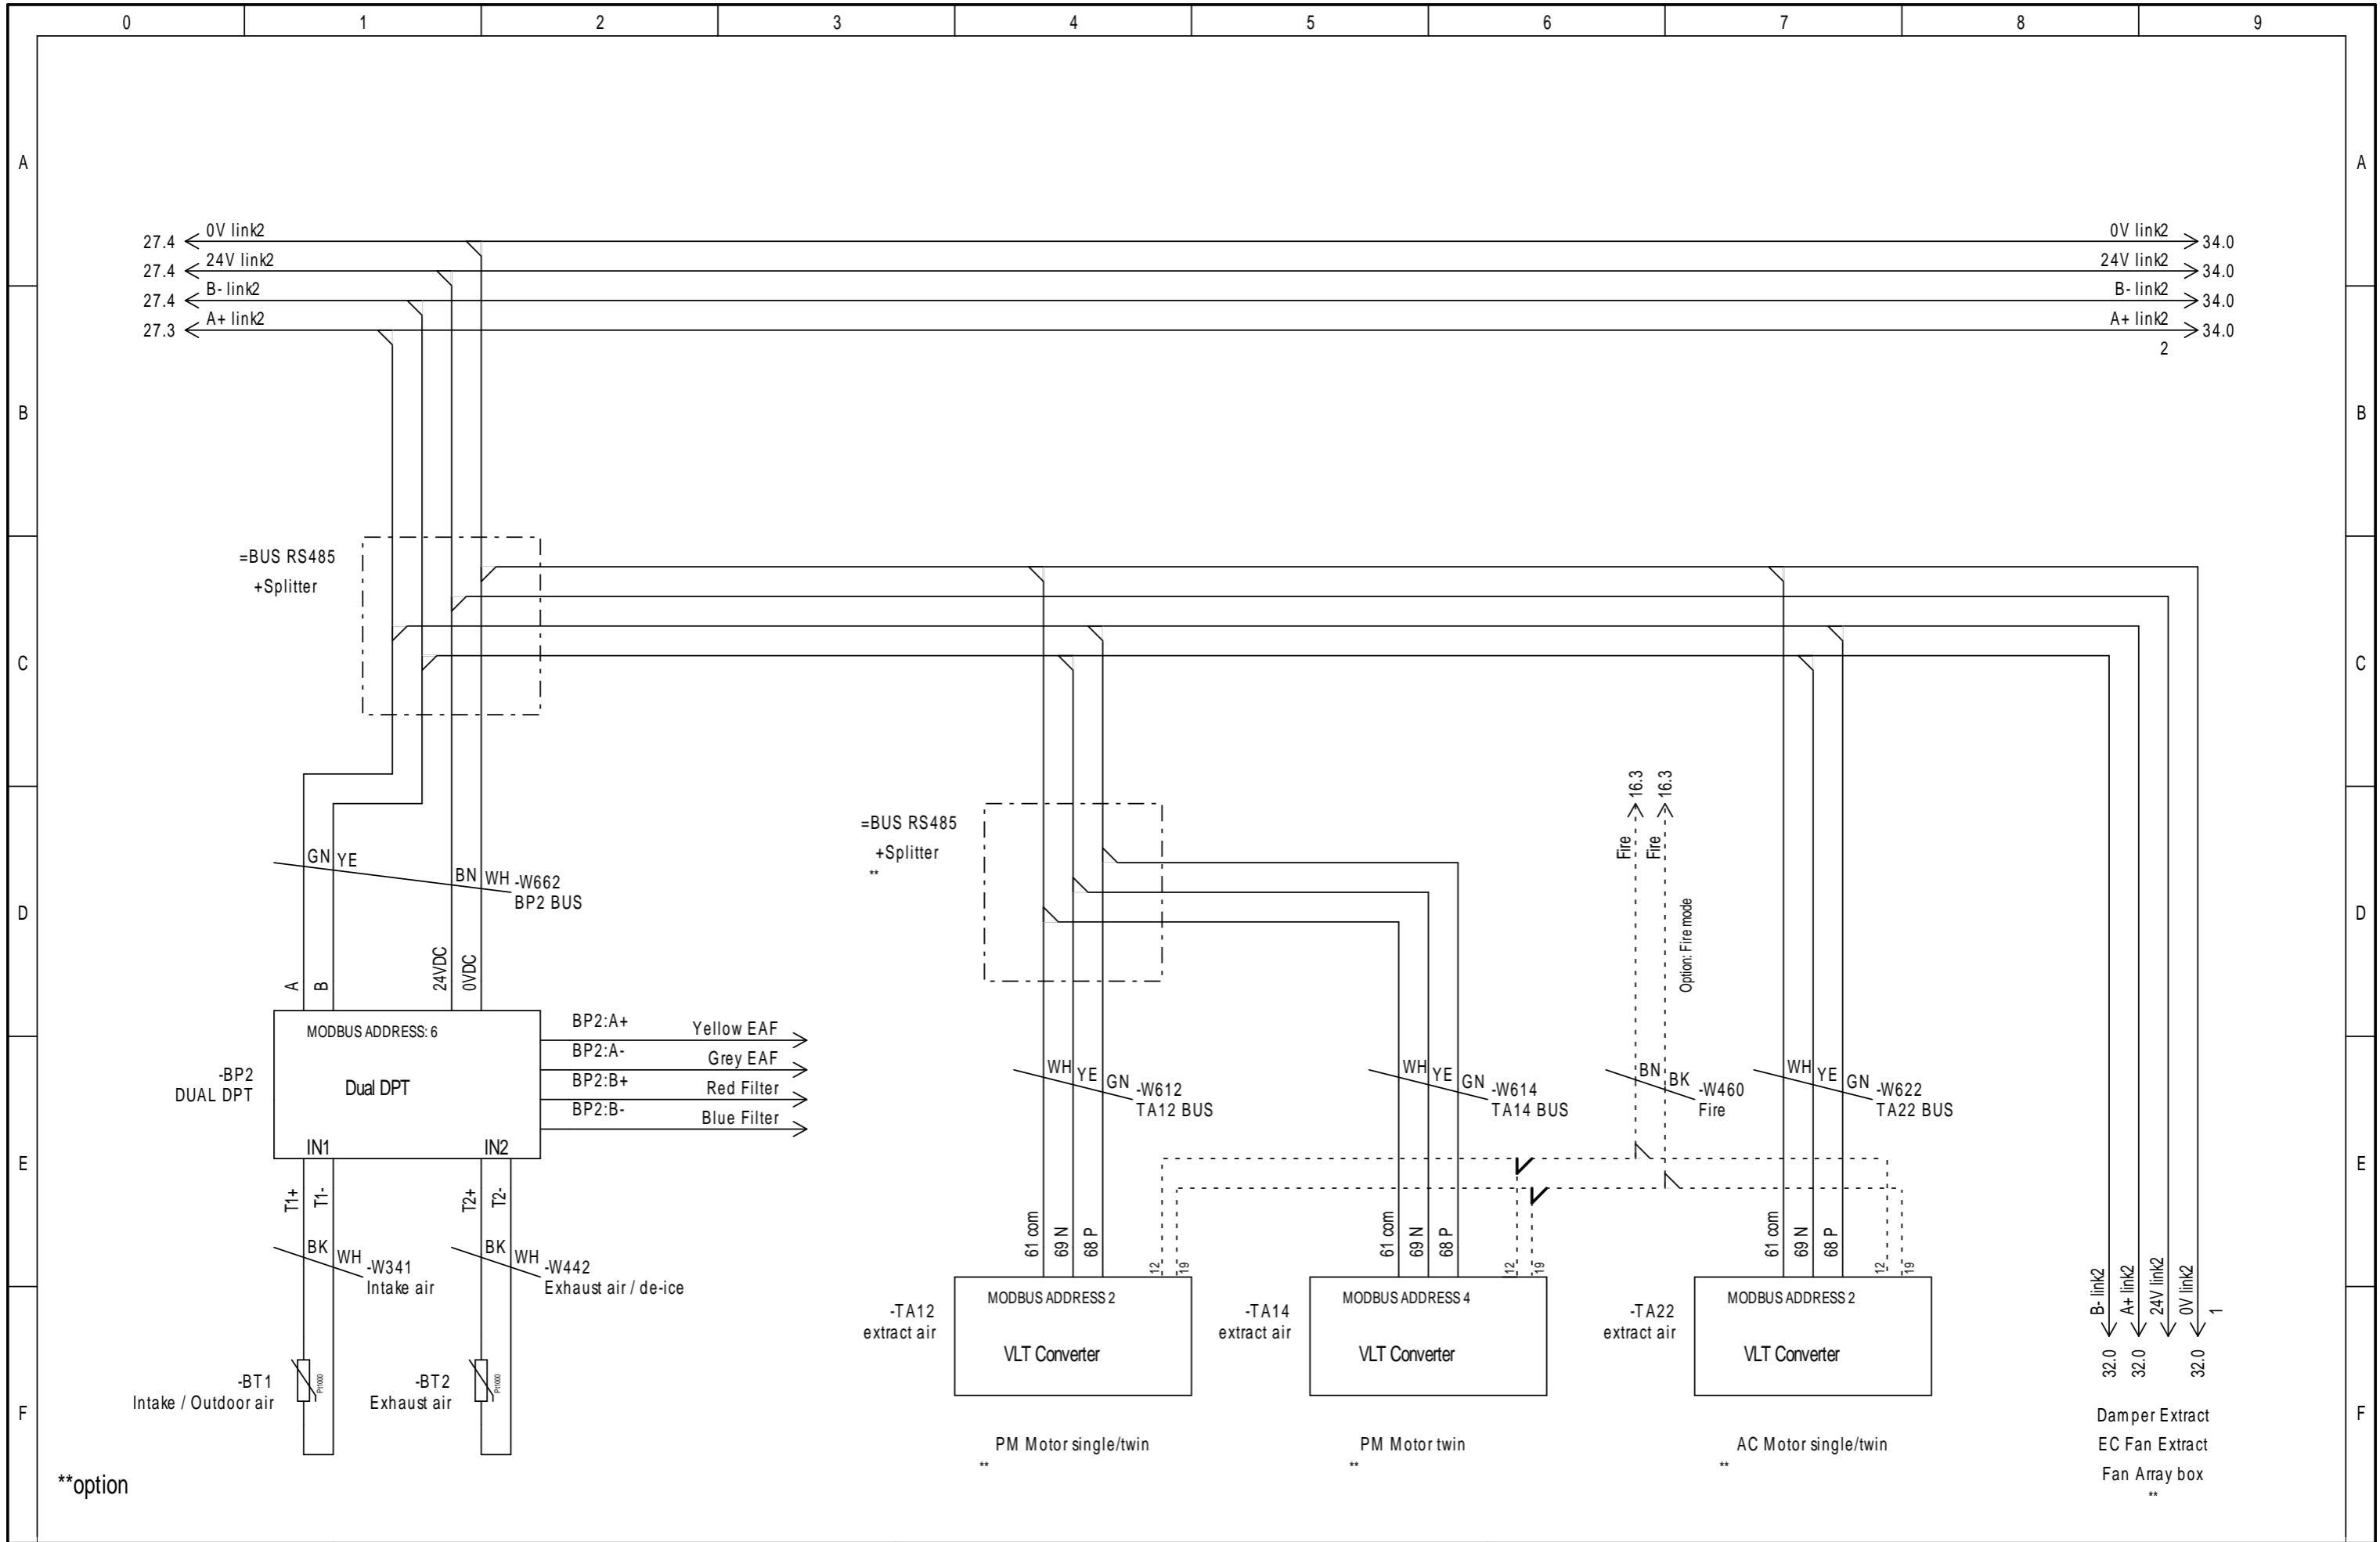 0 1 2 3 4 5 6 7 8 9
A A
27.4 0V link2 0V link2 34.0
27.4 24V link2 24V link2 34.0
27.4 B- link2 B- link2 34.0
27.3 A+ link2 A+ link2 34.0
2
B B
=BUS RS485
+Splitter
C C
16.3 16.3
=BUS RS485
+Splitter
**
Fire Fire
GN YE
BN WH -W662
BP2 BUS
D D
Option: Fire mode
A B 24VDC 0VDC
MODBUS ADDRESS: 6
-BP2
DUAL DPT
Dual DPT
IN1 IN2
BP2:A+ Yellow EAF
BP2:A- Grey EAF
BP2:B+ Red Filter
BP2:B- Blue Filter
WH YE GN -W612
TA12 BUS
WH YE GN -W614
TA14 BUS
BN BK -W460
Fire
WH YE GN -W622
TA22 BUS
E E
T1+ T1- T2+ T2-
BK WH -W341
Intake air
BK WH -W442
Exhaust air / de-ice
61 com 69 N 68 P 12 19
61 com 69 N 68 P 12 19
61 com 69 N 68 P 12 19
B- link2 A+ link2 24V link2 0V link2 1
-TA12
extract air
MODBUS ADDRESS 2
VLT Converter
-TA14
extract air
MODBUS ADDRESS 4
VLT Converter
-TA22
extract air
MODBUS ADDRESS 2
VLT Converter
32.0 32.0 32.0
-BT1
Intake / Outdoor air
Pt1000
-BT2
Exhaust air
Pt1000
F F
PM Motor single/twin
**
PM Motor twin
**
AC Motor single/twin
**
Damper Extract
EC Fan Extract
Fan Array box
**
**option